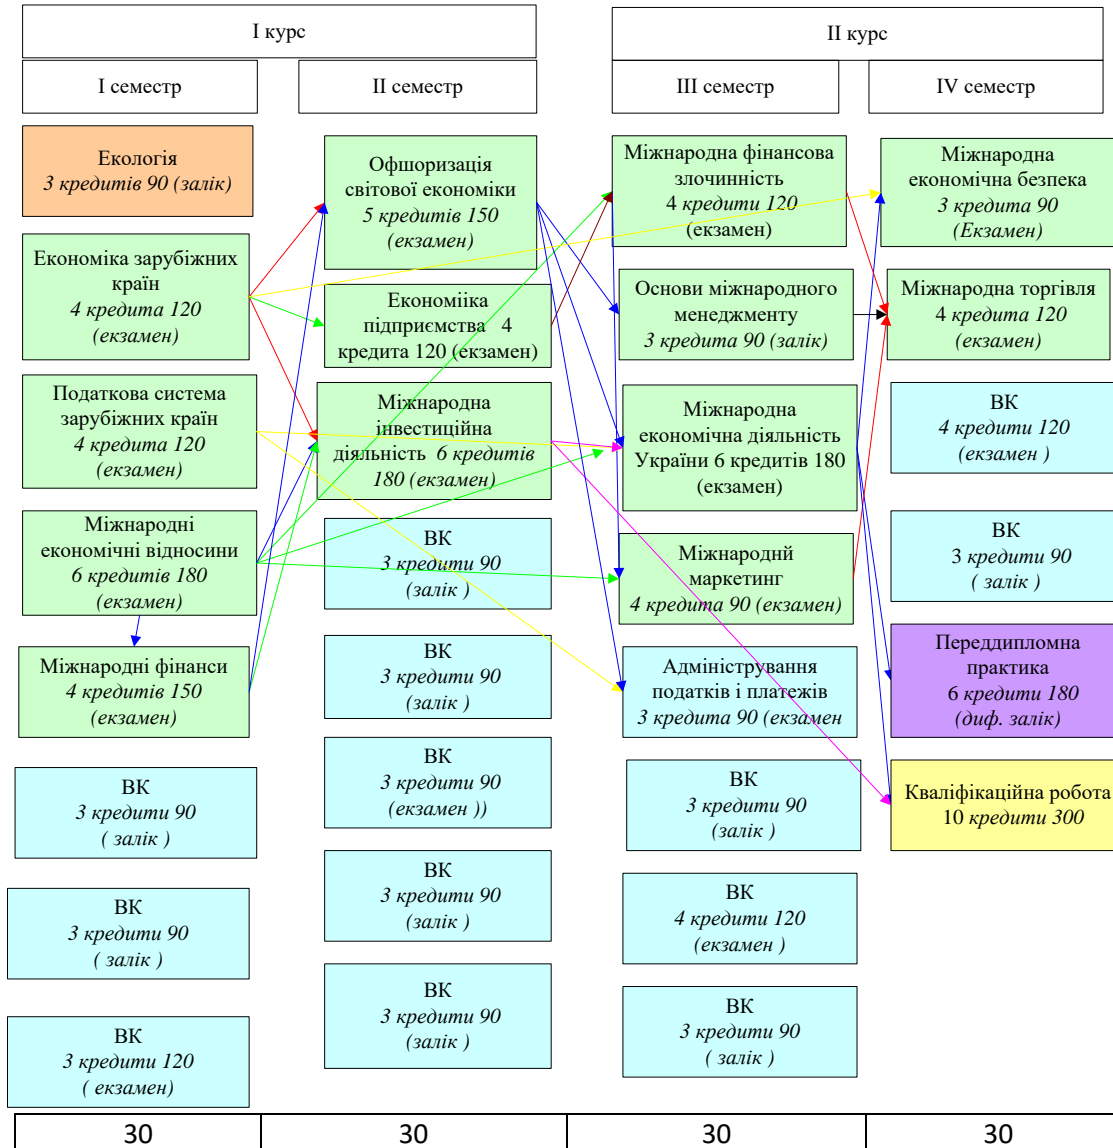 І курс
ІІ курс
І семестр
ІІ семестр
ІІІ семестр
IV семестр
Екологія
3 кредитів 90 (залік)
Економіка зарубіжних
країн
4 кредита 120
(екзамен)
Податкова система
зарубіжних країн
4 кредита 120
(екзамен)
Міжнародні
економічні відносини
6 кредитів 180
(екзамен)
Міжнародні фінанси
4 кредитів 150
(екзамен)
ВК
3 кредити 90
( залік )
ВК
3 кредити 90
( залік )
ВК
3 кредити 120
( екзамен)
Офшоризація
світової економіки
5 кредитів 150
(екзамен)
Економііка
підприємства 4
кредита 120 (екзамен)
Міжнародна
інвестиційна
діяльність 6 кредитів
180 (екзамен)
ВК
3 кредити 90
(залік )
ВК
3 кредити 90
(залік )
ВК
3 кредити 90
(екзамен ))
ВК
3 кредити 90
(залік )
ВК
3 кредити 90
(залік )
Міжнародна фінансова
злочинність
4 кредити 120
(екзамен)
Основи міжнародного
менеджменту
3 кредита 90 (залік)
Міжнародна
економічна діяльність
України 6 кредитів 180
(екзамен)
Міжнароднй
маркетинг
4 кредита 90 (екзамен)
Адміністрування
податків і платежів
3 кредита 90 (екзамен
ВК
3 кредити 90
(залік )
ВК
4 кредити 120
(екзамен )
ВК
3 кредити 90
( залік )
Міжнародна
економічна безпека
3 кредита 90
(Екзамен)
Міжнародна торгівля
4 кредита 120
(екзамен)
ВК
4 кредити 120
(екзамен )
ВК
3 кредити 90
( залік )
Переддипломна
практика
6 кредити 180
(диф. залік)
Кваліфікаційна робота
10 кредити 300
30
30
30
30